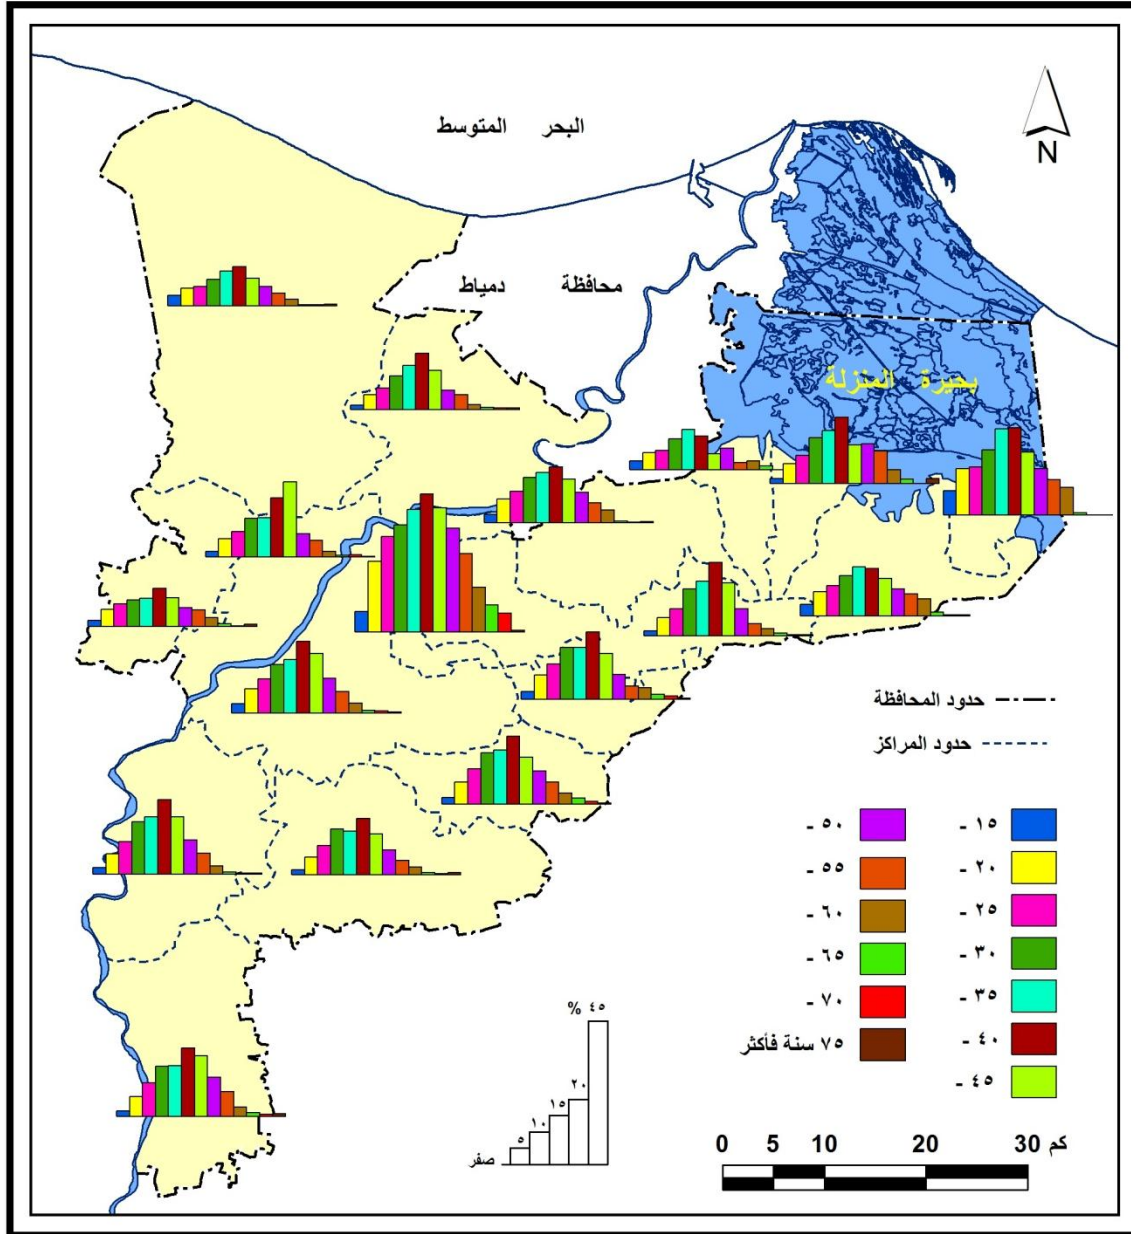 البحر المتوسط
N
محافظة دمياط
بحيرة المنزلة
حدود المحافظة
حدود المراكز
١٥ -
٢٠ -
٢٥ -
٣٠ -
٣٥ -
٤٠ -
٤٥ -
٥٠ -
٥٥ -
٦٠ -
٦٥ -
٧٠ -
٧٥ سنة فأكثر
٤٥ %
٢٠
١٥
١٠
٥
صفر
0 5 10 20 30 كم